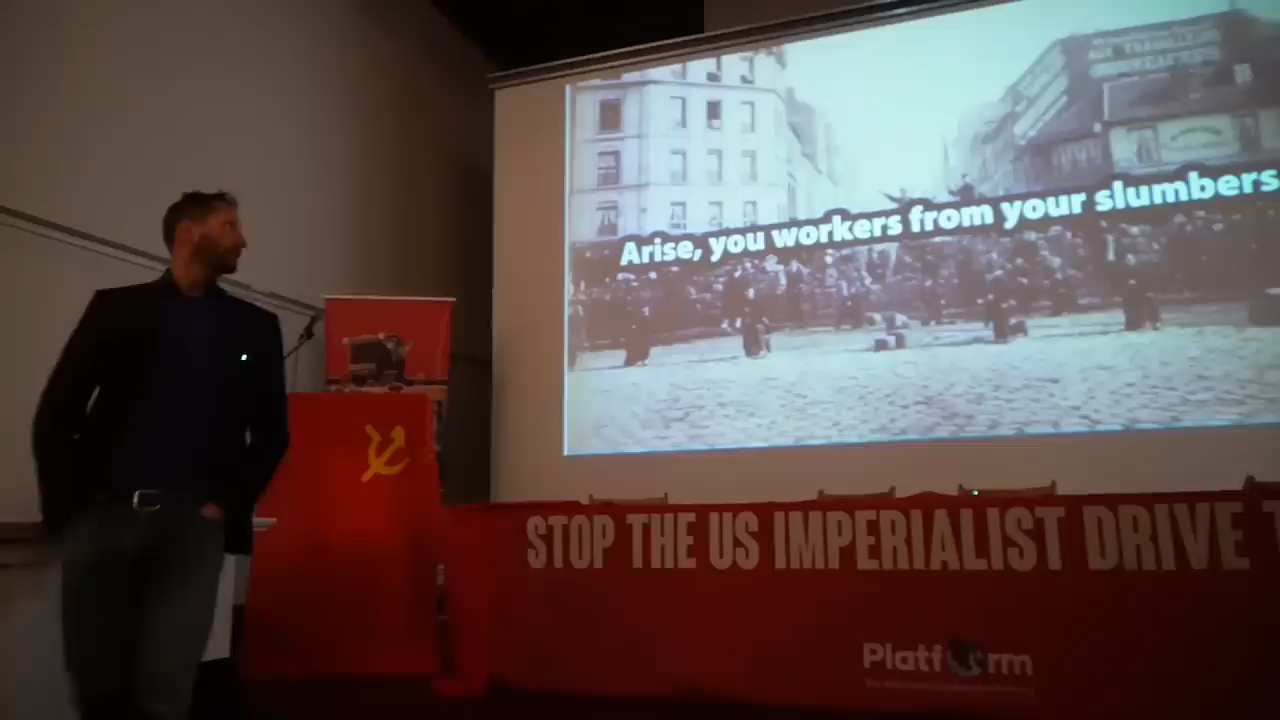 Arise, you workers from your slumbers
STOP THE US IMPERIALIST DRIVE
Platform